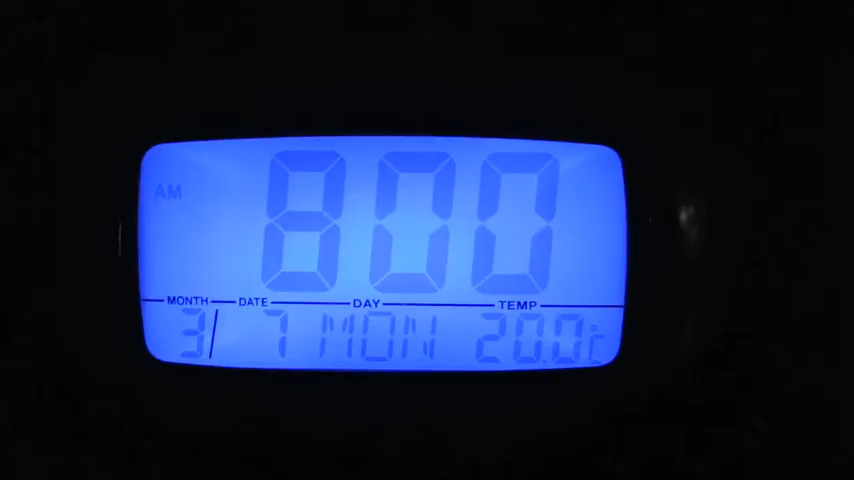 AM 800
MONTH DATE DAY TEMP
3/ 7 MON 20.0℃